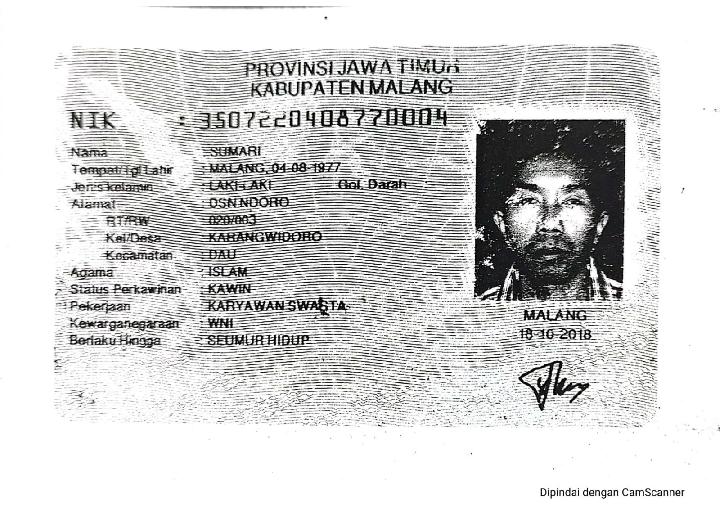 PROVINSI JAWA TIMUR
KABUPATEN MALANG
NIK : 3507220408770004
Nama : SUMARI
Tempat/Tgl Lahir : MALANG, 04-08-1977
Jenis kelamin : LAKI-LAKI Gol. Darah
Alamat : DSN NDORO
RT/RW : 020/003
Kel/Desa : KARANGWIDORO
Kecamatan : DAU
Agama : ISLAM
Status Perkawinan : KAWIN
Pekerjaan : KARYAWAN SWASTA
Kewarganegaraan : WNI
Berlaku Hingga : SEUMUR HIDUP
MALANG
18-10-2018
Dipindai dengan CamScanner